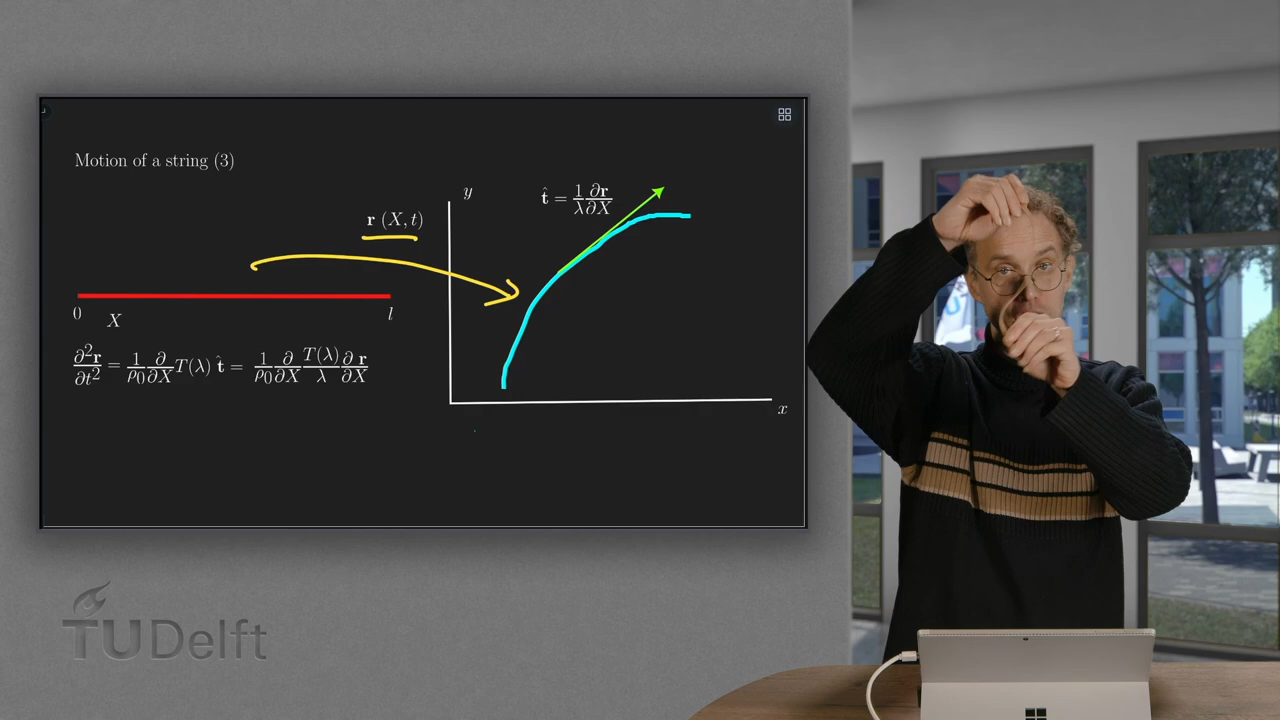 Motion of a string (3)
y
t̂ = 1/λ ∂r/∂X
r (X, t)
0
X
l
∂²r/∂t² = 1/ρ0 ∂/∂X T(λ) t̂ = 1/ρ0 ∂/∂X T(λ)/λ ∂r/∂X
x
TUDelft